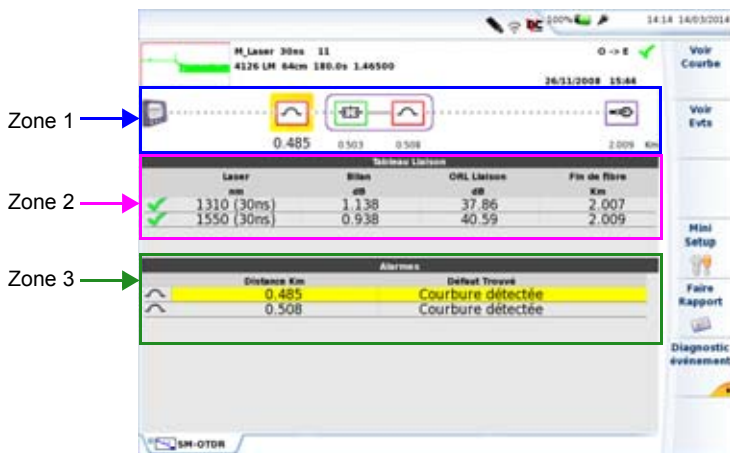 100%
14:14 14/03/2014
M_Laser 30ns 11
O -> E
4126 LM 64cm 180.0s 1.46500
26/11/2008 15:44
Voir
Courbe
Zone 1
0.485
0.503
0.508
2.009 Km
Voir
Evts
Zone 2
Tableau Liaison
Laser Bilan ORL Liaison Fin de fibre
nm dB dB Km
1310 (30ns) 1.138 37.86 2.007
1550 (30ns) 0.938 40.59 2.009
Mini
Setup
Zone 3
Alarmes
Distance Km Défaut Trouvé
0.485 Courbure détectée
0.508 Courbure détectée
Faire
Rapport
Diagnostic
événement
SM-OTDR